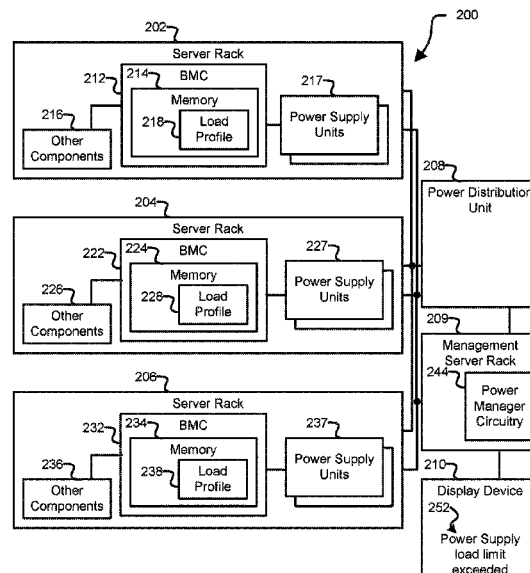 200
202
Server Rack
BMC
212
214
Memory
216
218
Load
Profile
Other
Components
217
Power Supply
Units
208
Power Distribution
Unit
204
Server Rack
BMC
222
224
Memory
226
228
Load
Profile
Other
Components
227
Power Supply
Units
209
Management
Server Rack
244
Power
Manager
Circuitry
206
Server Rack
BMC
232
234
Memory
236
238
Load
Profile
Other
Components
237
Power Supply
Units
210
Display Device
252
Power Supply
load limit
exceeded